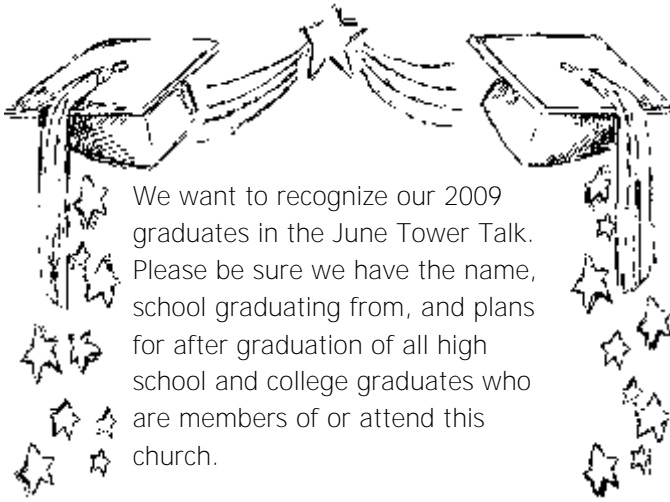 We want to recognize our 2009
graduates in the June Tower Talk.
Please be sure we have the name,
school graduating from, and plans
for after graduation of all high
school and college graduates who
are members of or attend this
church.